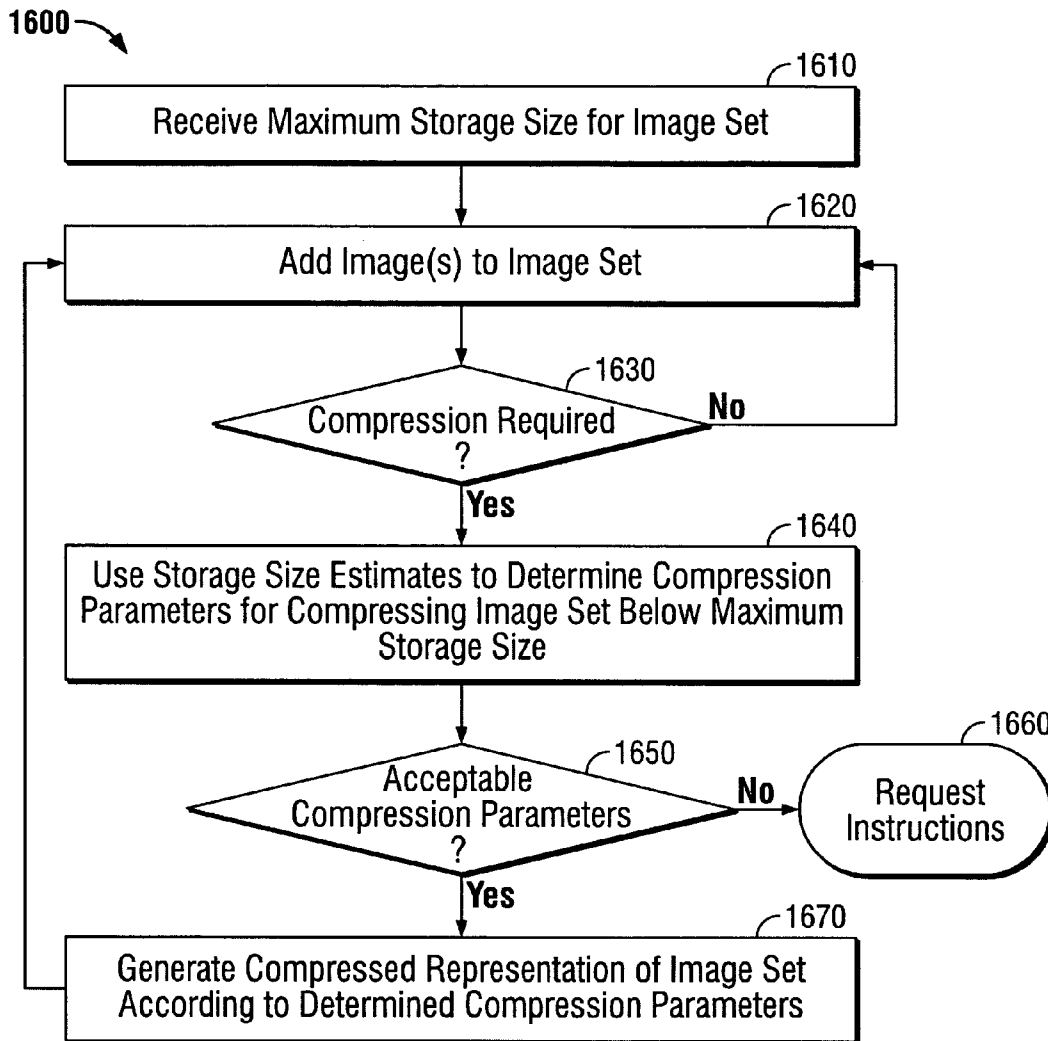 1600
1610
Receive Maximum Storage Size for Image Set
1620
Add Image(s) to Image Set
1630
Compression Required
?
No
Yes
1640
Use Storage Size Estimates to Determine Compression
Parameters for Compressing Image Set Below Maximum
Storage Size
1650
Acceptable
Compression Parameters
?
No
1660
Request
Instructions
Yes
1670
Generate Compressed Representation of Image Set
According to Determined Compression Parameters